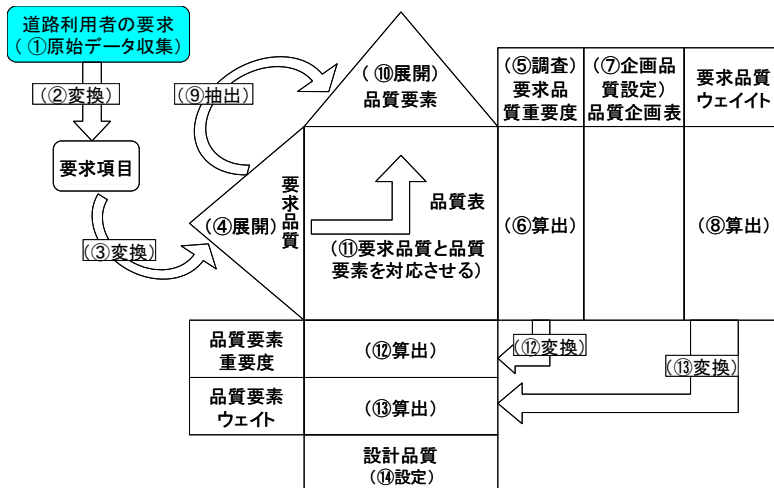 道路利用者の要求
(①原始データ収集)
(②変換)
要求項目
(③変換)
(⑨抽出)
(⑩展開)
品質要素
(④展開)
要求品質
品質表
(⑪要求品質と品質
要素を対応させる)
(⑤調査)
要求品
質重要度
(⑦企画品
質設定)
品質企画表
要求品質
ウェイイト
(⑥算出)
(⑧算出)
品質要素
重要度
(⑫算出)
(⑫変換)
(⑬変換)
品質要素
ウェイト
(⑬算出)
設計品質
(⑭設定)